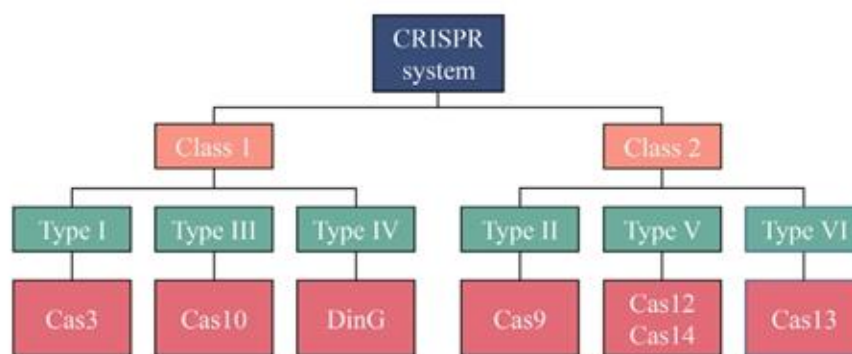 CRISPR
system
Class 1
Class 2
Type I
Type III
Type IV
Type II
Type V
Type VI
Cas3
Cas10
DinG
Cas9
Cas12
Cas14
Cas13